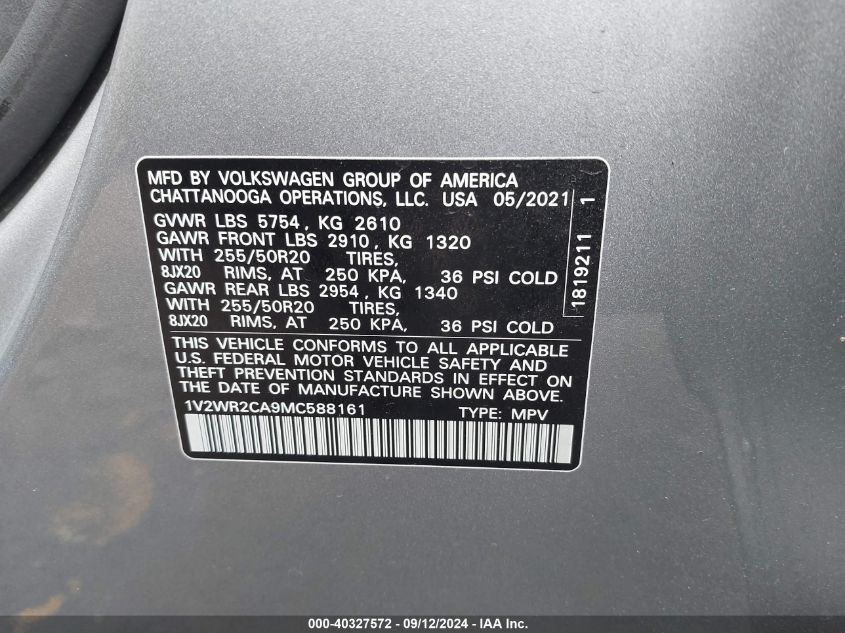 MFD BY VOLKSWAGEN GROUP OF AMERICA
CHATTANOOGA OPERATIONS, LLC. USA 05/2021
GVWR LBS 5754, KG 2610
GAWR FRONT LBS 2910, KG 1320
WITH 255/50R20 TIRES,
8JX20 RIMS, AT 250 KPA, 36 PSI COLD
GAWR REAR LBS 2954, KG 1340
WITH 255/50R20 TIRES,
8JX20 RIMS, AT 250 KPA, 36 PSI COLD
THIS VEHICLE CONFORMS TO ALL APPLICABLE
U.S. FEDERAL MOTOR VEHICLE SAFETY AND
THEFT PREVENTION STANDARDS IN EFFECT ON
THE DATE OF MANUFACTURE SHOWN ABOVE.
1V2WR2CA9MC588161 TYPE: MPV
1819211 1
000-40327572 - 09/12/2024 - IAA Inc.